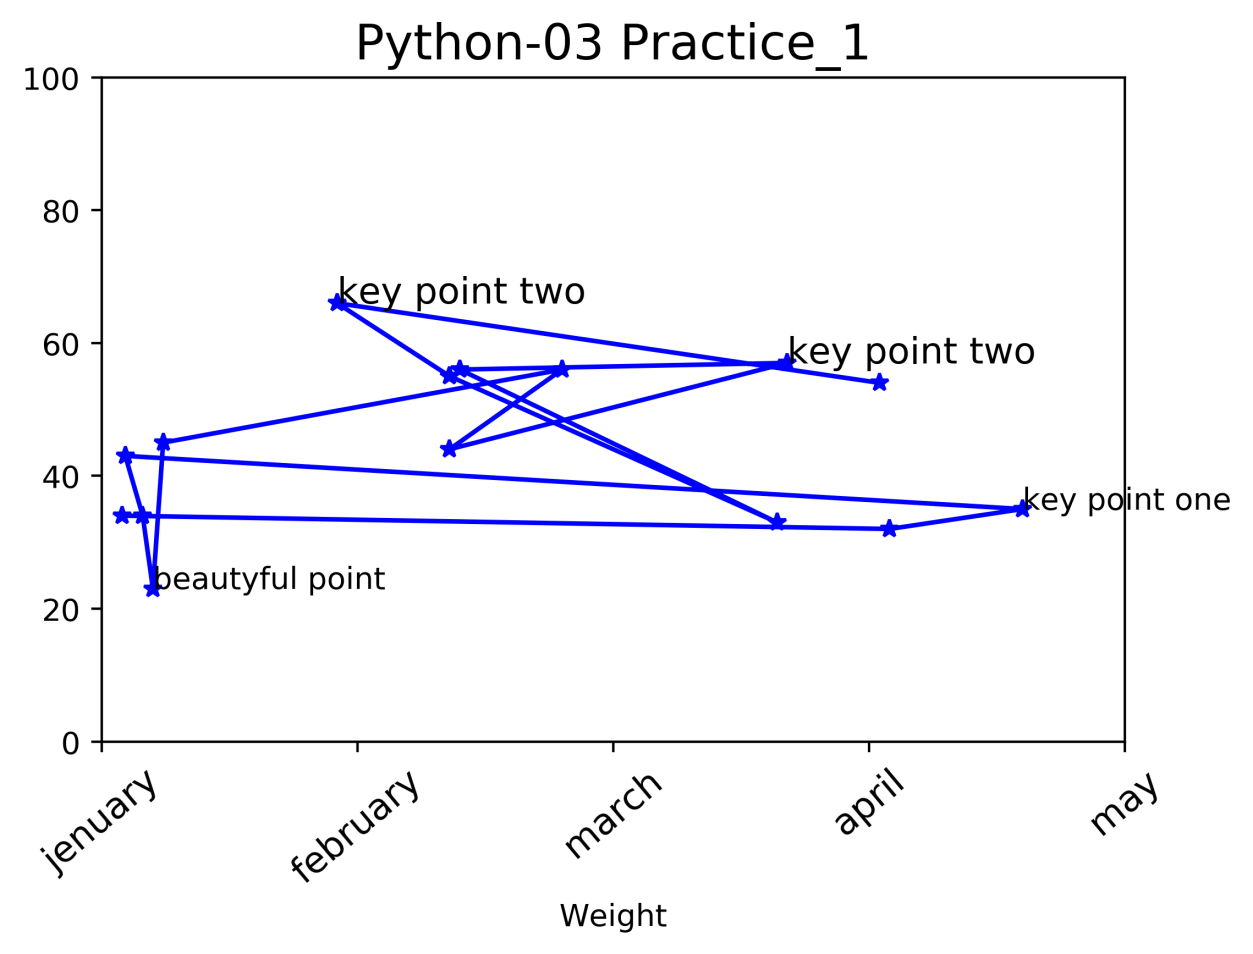 Python-03 Practice_1
100
80
60
40
20
0
key point two
key point two
key point one
beautyful point
jenuary
february
march
april
may
Weight